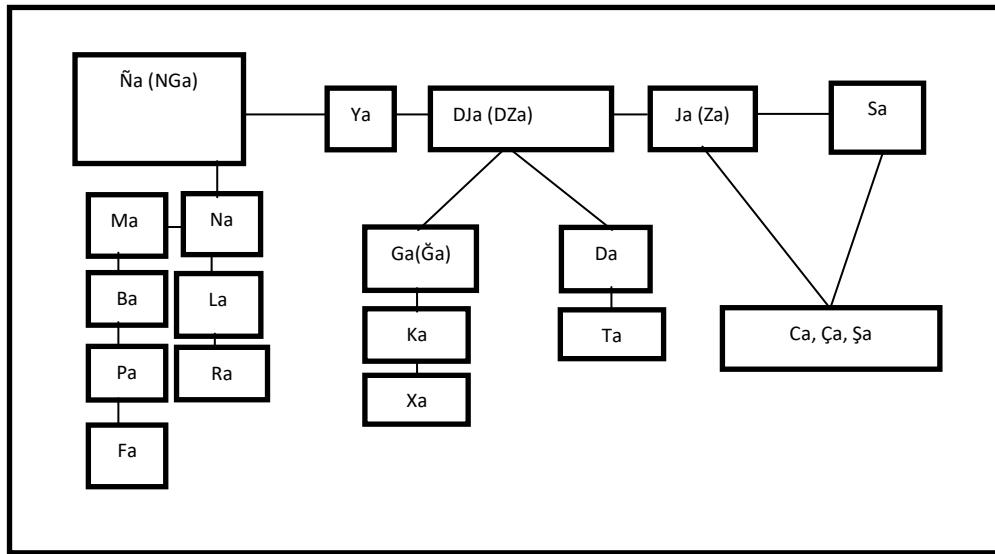 Ña (NGa)
Ya
DJa (DZa)
Ja (Za)
Sa
Ma
Na
Ga(Ğa)
Da
Ba
La
Ka
Ta
Ca, Ça, Şa
Pa
Ra
Xa
Fa